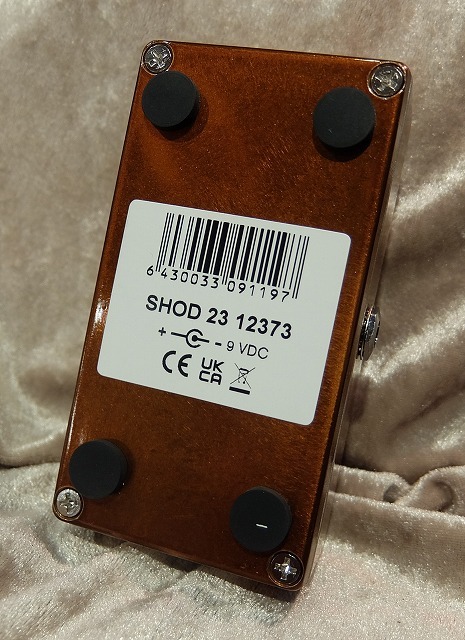 6 430033 091197
SHOD 23 12373
+ - 9 VDC
CE UK
CA